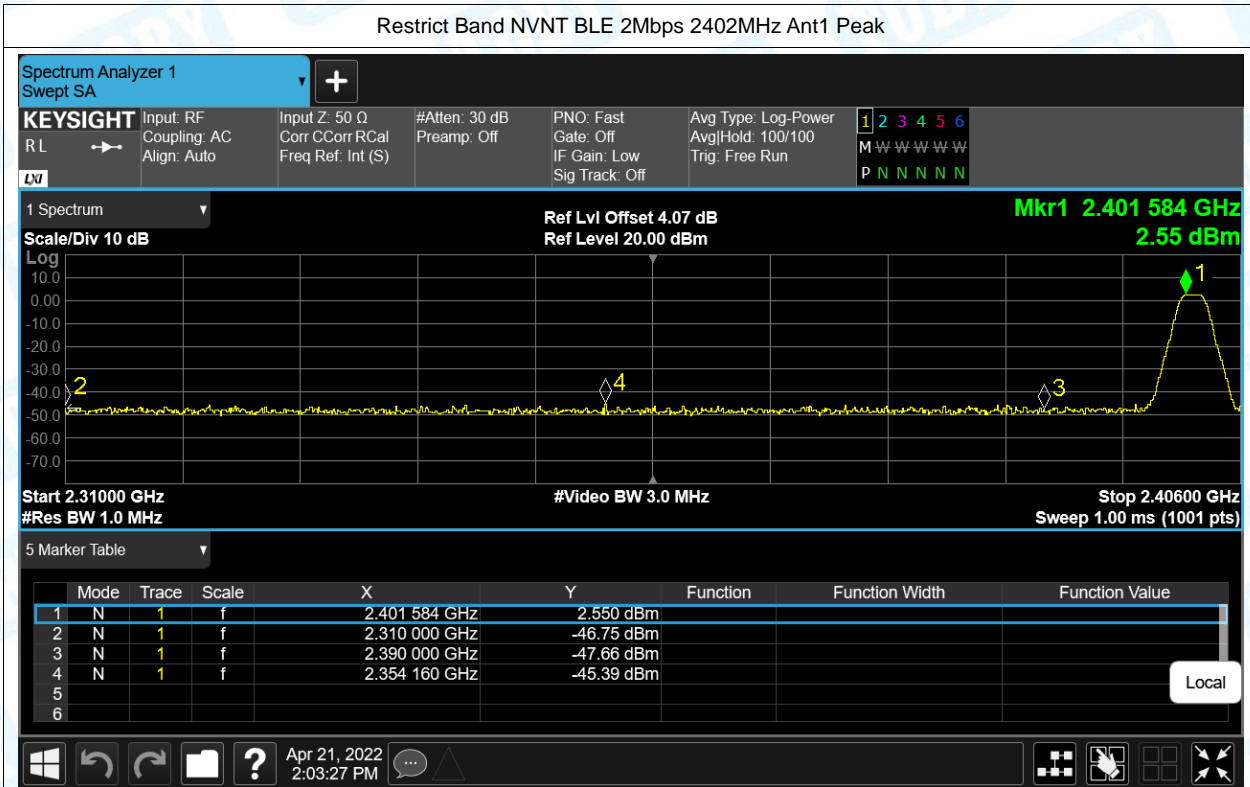 Restrict Band NVNT BLE 2Mbps 2402MHz Ant1 Peak
Spectrum Analyzer 1
Swept SA
KEYSIGHT
R L
LXI
Input: RF
Coupling: AC
Align: Auto
Input Z: 50 Ω
Corr CCorr RCal
Freq Ref: Int (S)
#Atten: 30 dB
Preamp: Off
PNO: Fast
Gate: Off
IF Gain: Low
Sig Track: Off
Avg Type: Log-Power
Avg|Hold: 100/100
Trig: Free Run
1 2 3 4 5 6
M W W W W W
P N N N N N
1 Spectrum
Scale/Div 10 dB
Ref Lvl Offset 4.07 dB
Ref Level 20.00 dBm
Mkr1 2.401 584 GHz
2.55 dBm
Log
10.0
0.00
-10.0
-20.0
-30.0
-40.0
-50.0
-60.0
-70.0
1
2
4
3
Start 2.31000 GHz
#Res BW 1.0 MHz
#Video BW 3.0 MHz
Stop 2.40600 GHz
Sweep 1.00 ms (1001 pts)
5 Marker Table
Mode Trace Scale X Y Function Function Width Function Value
1 N 1 f 2.401 584 GHz 2.550 dBm
2 N 1 f 2.310 000 GHz -46.75 dBm
3 N 1 f 2.390 000 GHz -47.66 dBm
4 N 1 f 2.354 160 GHz -45.39 dBm
5
6
Local
?
Apr 21, 2022
2:03:27 PM